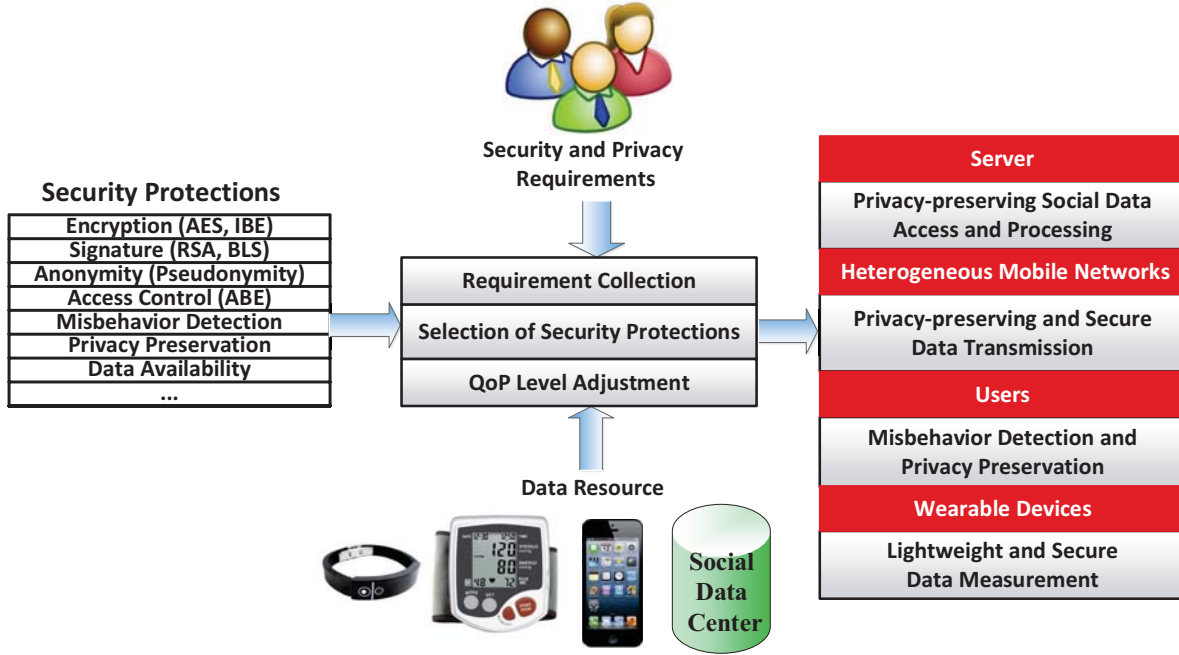 Security and Privacy
Requirements
Security Protections
Encryption (AES, IBE)
Signature (RSA, BLS)
Anonymity (Pseudonymity)
Access Control (ABE)
Misbehavior Detection
Privacy Preservation
Data Availability
...
Requirement Collection
Selection of Security Protections
QoP Level Adjustment
Data Resource
120
80
72
Social
Data
Center
Server
Privacy-preserving Social Data
Access and Processing
Heterogeneous Mobile Networks
Privacy-preserving and Secure
Data Transmission
Users
Misbehavior Detection and
Privacy Preservation
Wearable Devices
Lightweight and Secure
Data Measurement